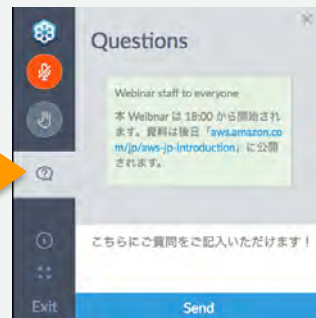 Questions
Webinar staff to everyone
本 Weibnar は 18:00 から開始され
ます。資料は後日「aws.amazon.co
m/jp/aws-jp-introduction」に公開
されます。
こちらにご質問をご記入いただけます！
Exit
Send